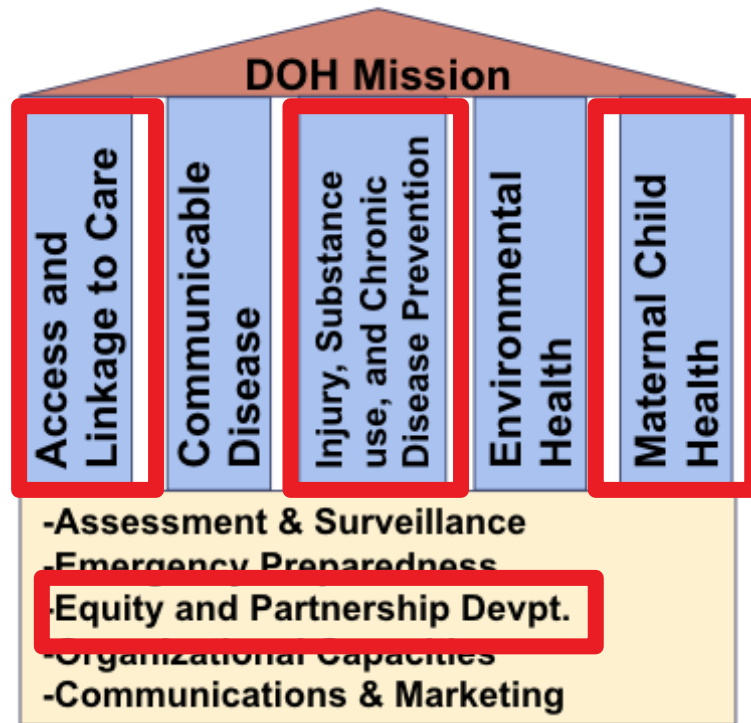 DOH Mission
Access and
Linkage to Care
Communicable
Disease
Injury, Substance
use, and Chronic
Disease Prevention
Environmental
Health
Maternal Child
Health
-Assessment & Surveillance
-Emergency Preparedness
-Equity and Partnership Devpt.
-Organizational Capacities
-Communications & Marketing